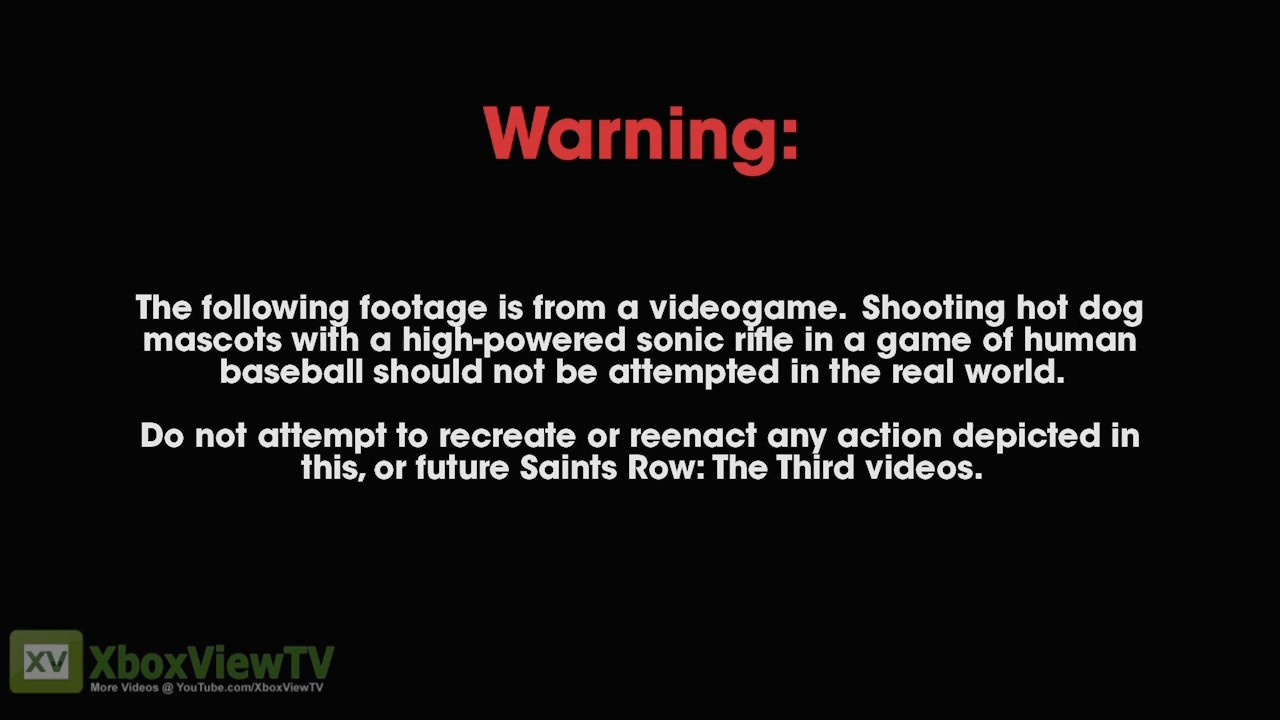 Warning:
The following footage is from a videogame. Shooting hot dog
mascots with a high-powered sonic rifle in a game of human
baseball should not be attempted in the real world.
Do not attempt to recreate or reenact any action depicted in
this, or future Saints Row: The Third videos.
XV XboxViewTV
More Videos @ YouTube.com/XboxViewTV